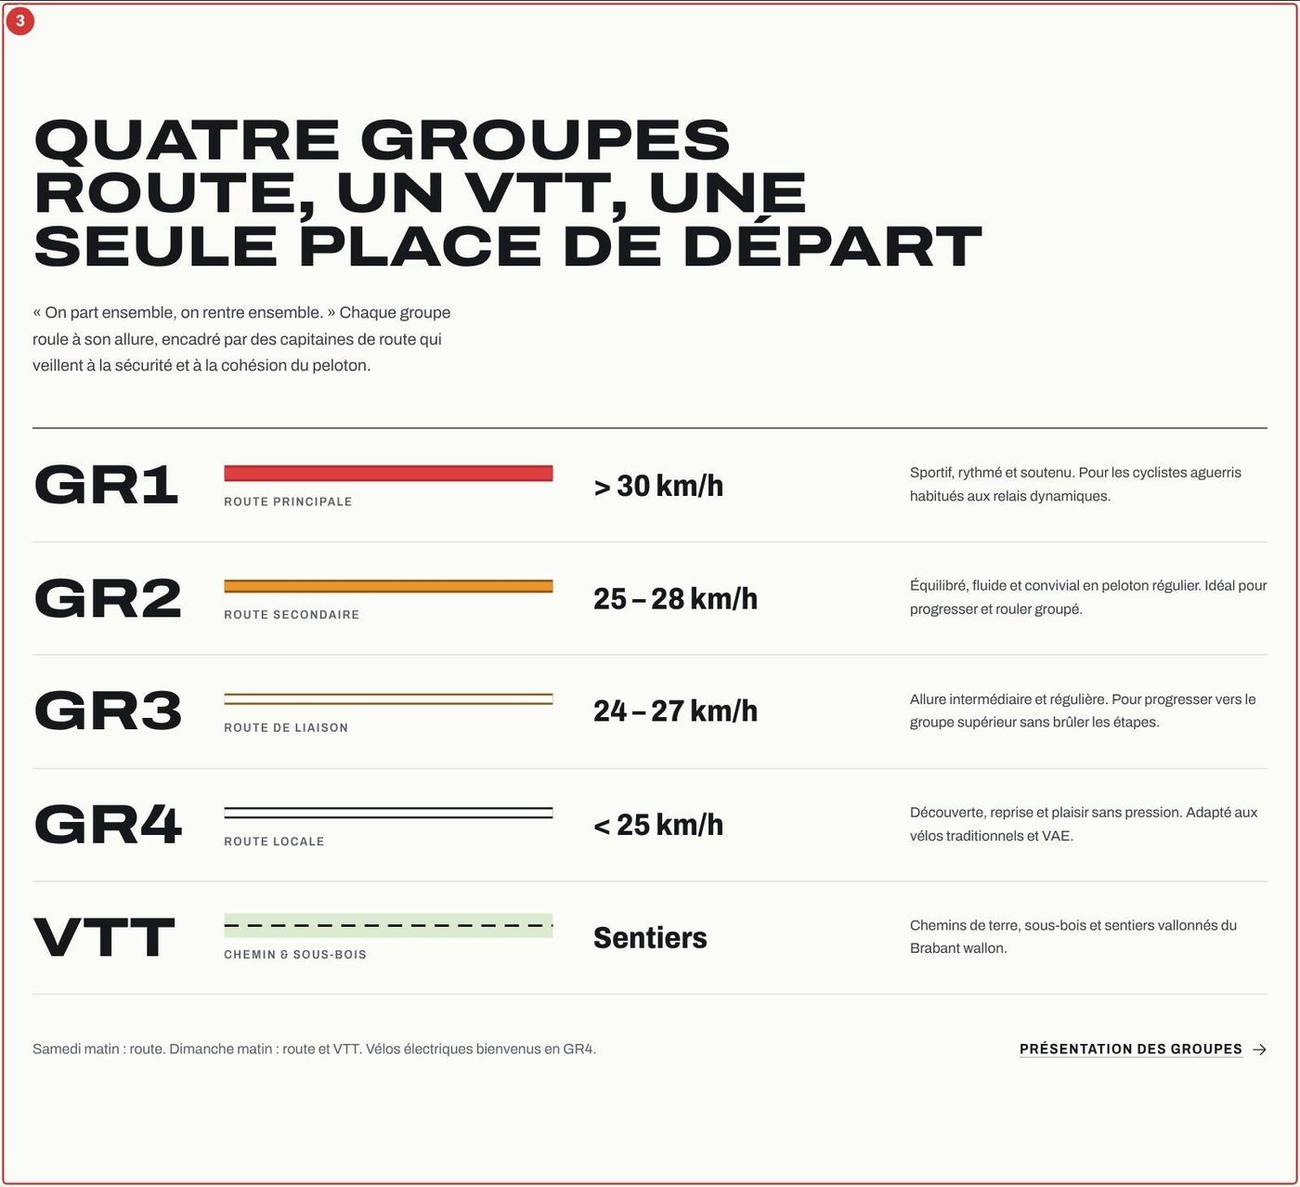 3
QUATRE GROUPES
ROUTE, UN VTT, UNE
SEULE PLACE DE DÉPART
« On part ensemble, on rentre ensemble. » Chaque groupe
roule à son allure, encadré par des capitaines de route qui
veillent à la sécurité et à la cohésion du peloton.
GR1
ROUTE PRINCIPALE
> 30 km/h
Sportif, rythmé et soutenu. Pour les cyclistes aguerris
habitués aux relais dynamiques.
GR2
ROUTE SECONDAIRE
25 – 28 km/h
Équilibré, fluide et convivial en peloton régulier. Idéal pour
progresser et rouler groupé.
GR3
ROUTE DE LIAISON
24 – 27 km/h
Allure intermédiaire et régulière. Pour progresser vers le
groupe supérieur sans brûler les étapes.
GR4
ROUTE LOCALE
< 25 km/h
Découverte, reprise et plaisir sans pression. Adapté aux
vélos traditionnels et VAE.
VTT
CHEMIN & SOUS-BOIS
Sentiers
Chemins de terre, sous-bois et sentiers vallonnés du
Brabant wallon.
Samedi matin : route. Dimanche matin : route et VTT. Vélos électriques bienvenus en GR4.
PRÉSENTATION DES GROUPES →